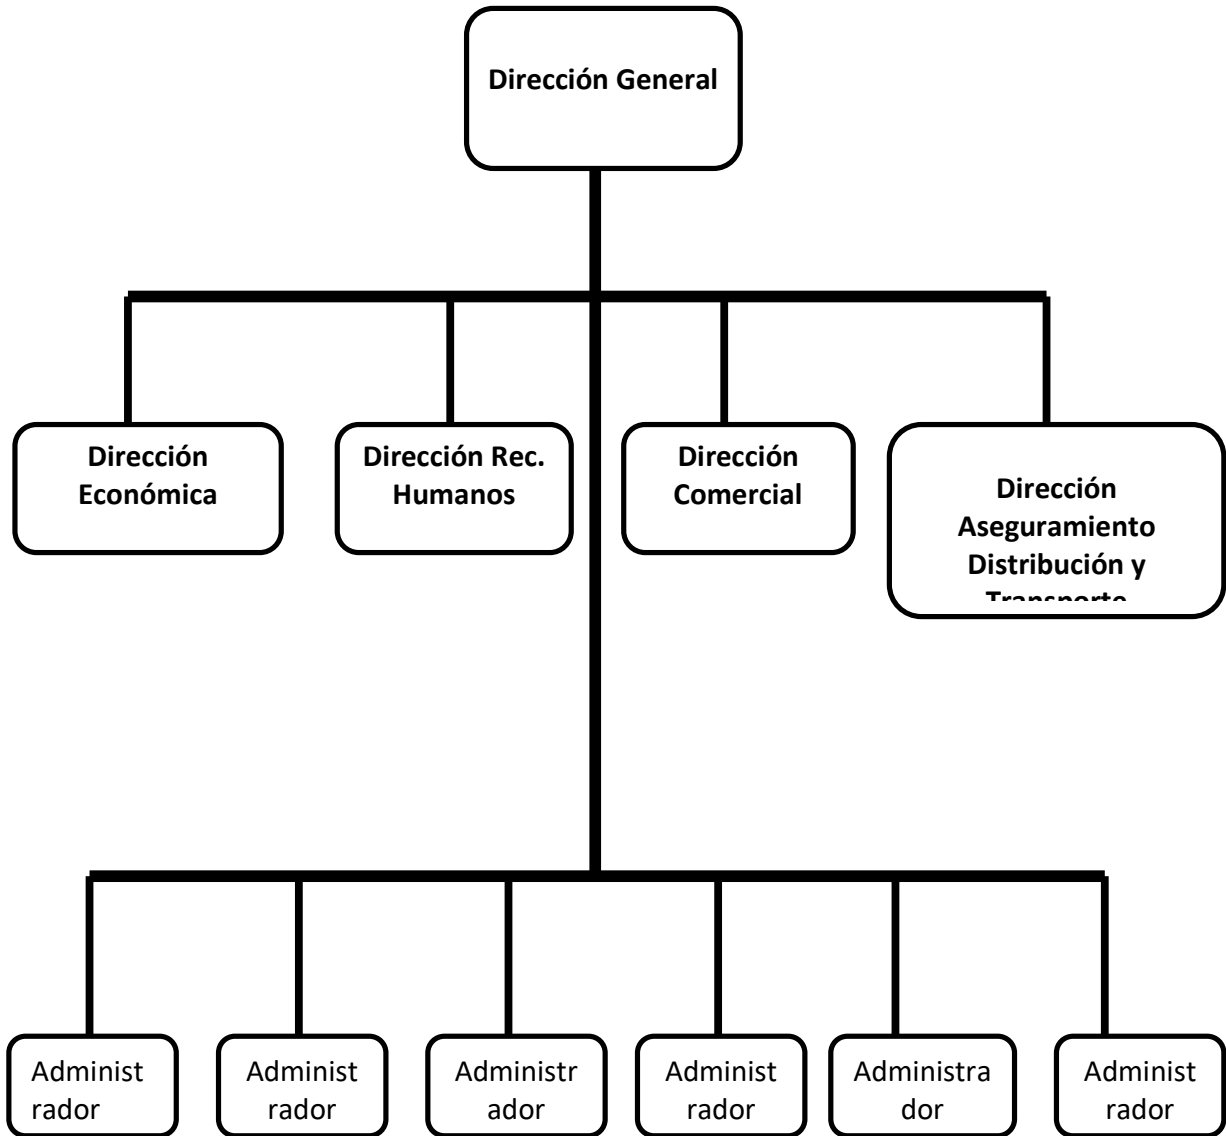 Dirección General
Dirección
Económica
Dirección Rec.
Humanos
Dirección
Comercial
Dirección
Aseguramiento
Distribución y
Transporte
Administ
rador
Administ
rador
Administr
ador
Administ
rador
Administra
dor
Administ
rador